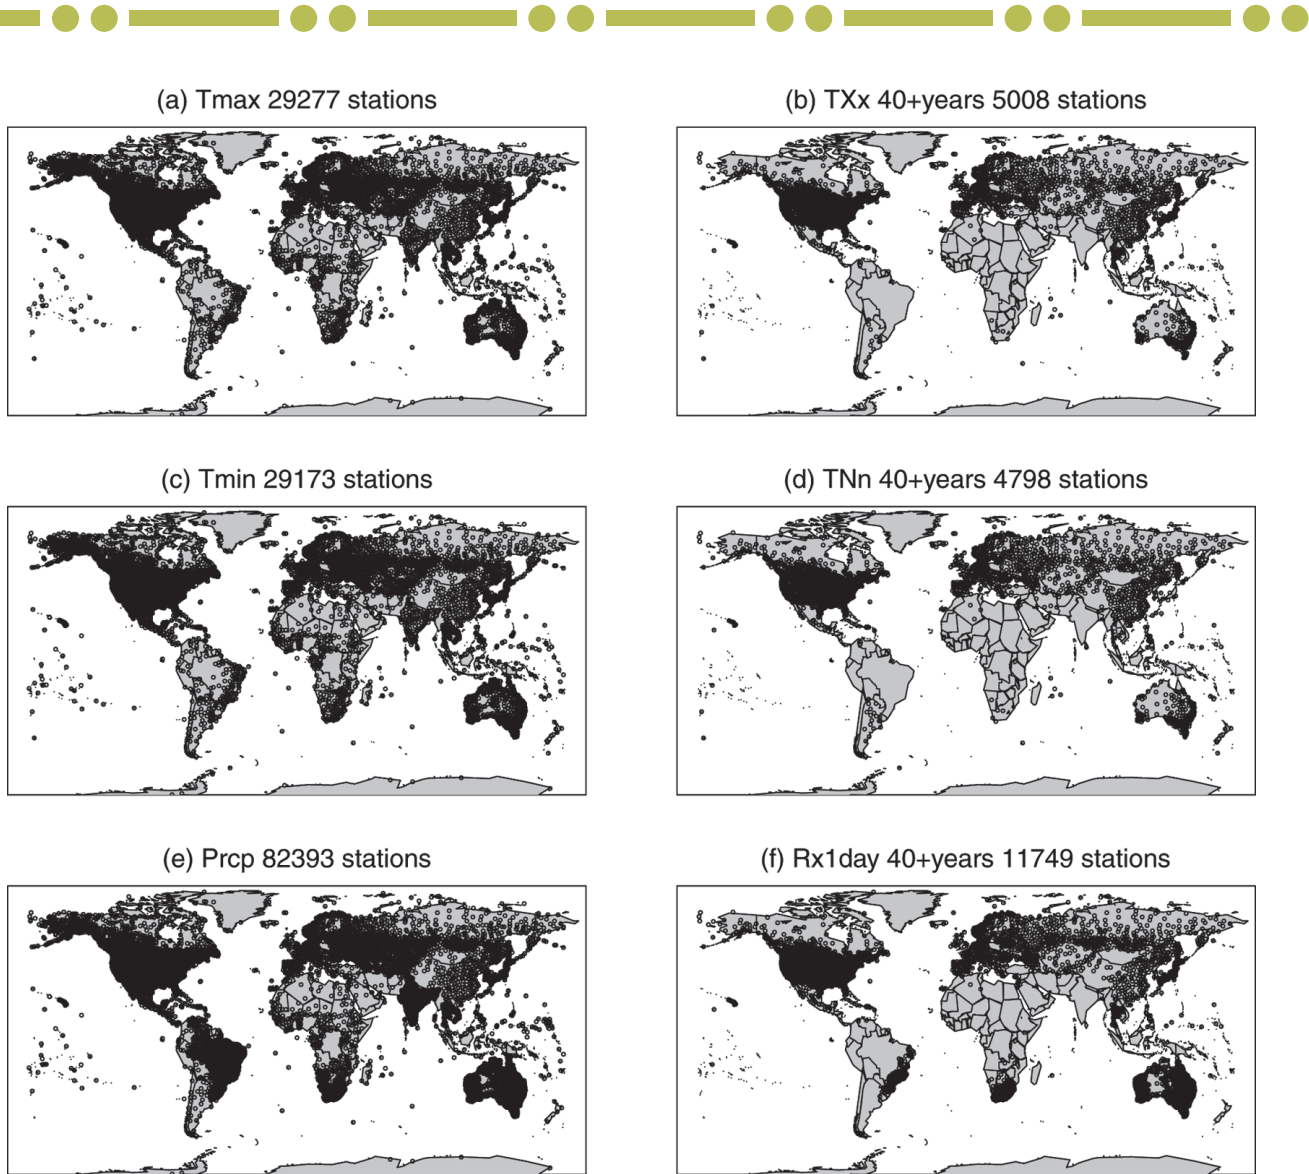 (a) Tmax 29277 stations
(b) TXx 40+years 5008 stations
(c) Tmin 29173 stations
(d) TNn 40+years 4798 stations
(e) Prcp 82393 stations
(f) Rx1day 40+years 11749 stations